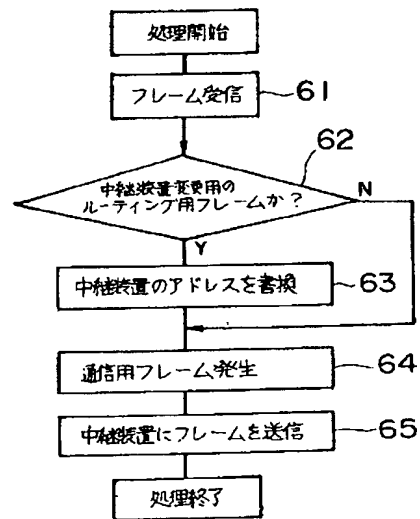 処理開始
フレーム受信
61
62
中継装置変更用の
ルーティング用フレームか?
N
Y
中継装置のアドレスを書換
63
通信用フレーム発生
64
中継装置にフレームを送信
65
処理終了